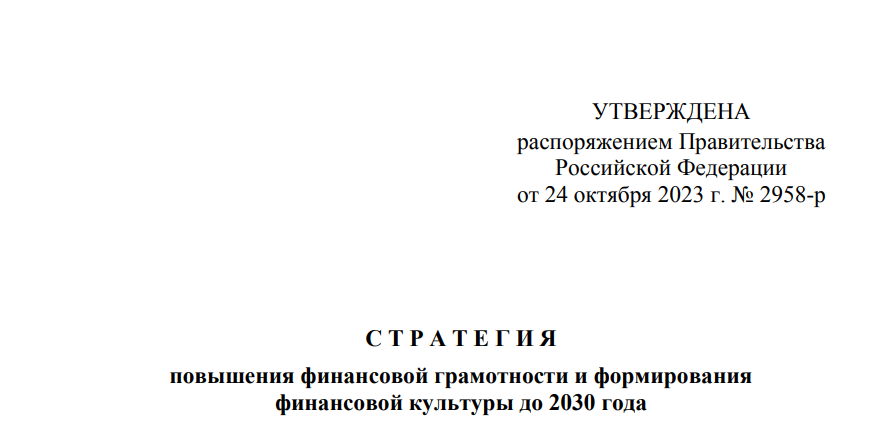 УТВЕРЖДЕНА
распоряжением Правительства
Российской Федерации
от 24 октября 2023 г. № 2958-р
С Т Р А Т Е Г И Я
повышения финансовой грамотности и формирования
финансовой культуры до 2030 года